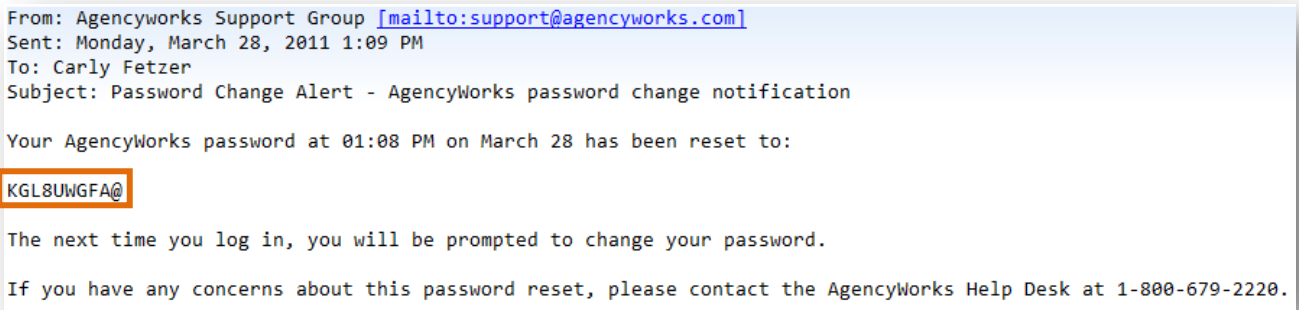 From: Agencyworks Support Group [mailto:support@agencyworks.com]
Sent: Monday, March 28, 2011 1:09 PM
To: Carly Fetzer
Subject: Password Change Alert - AgencyWorks password change notification
Your AgencyWorks password at 01:08 PM on March 28 has been reset to:
KGL8UWGFA@
The next time you log in, you will be prompted to change your password.
If you have any concerns about this password reset, please contact the AgencyWorks Help Desk at 1-800-679-2220.